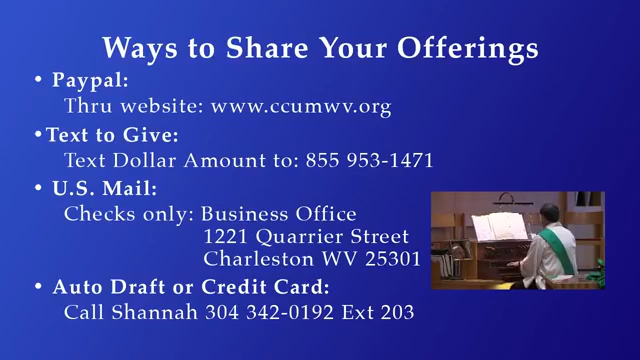 Ways to Share Your Offerings
• Paypal:
Thru website: www.ccumwv.org
•Text to Give:
Text Dollar Amount to: 855 953-1471
• U.S. Mail:
Checks only: Business Office
1221 Quarrier Street
Charleston WV 25301
• Auto Draft or Credit Card:
Call Shannah 304 342-0192 Ext 203